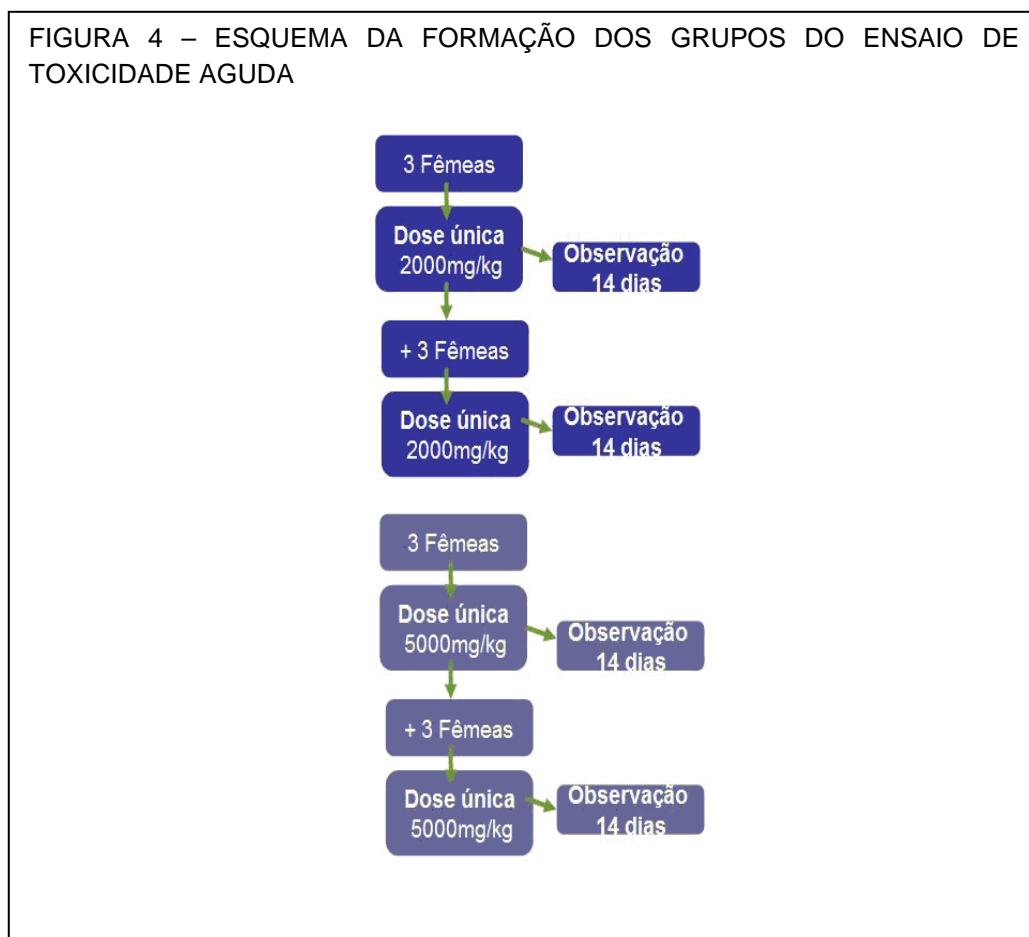 FIGURA 4 – ESQUEMA DA FORMAÇÃO DOS GRUPOS DO ENSAIO DE
TOXICIDADE AGUDA
3 Fêmeas
Dose única
2000mg/kg
Observação
14 dias
+ 3 Fêmeas
Dose única
2000mg/kg
Observação
14 dias
3 Fêmeas
Dose única
5000mg/kg
Observação
14 dias
+ 3 Fêmeas
Dose única
5000mg/kg
Observação
14 dias